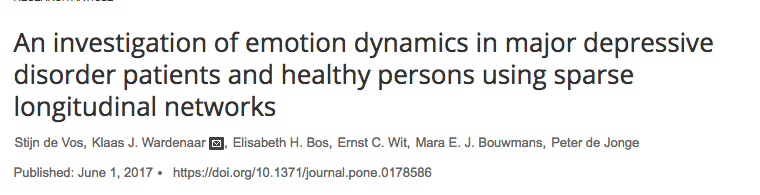 An investigation of emotion dynamics in major depressive
disorder patients and healthy persons using sparse
longitudinal networks
Stijn de Vos, Klaas J. Wardenaar, Elisabeth H. Bos, Ernst C. Wit, Mara E. J. Bouwmans, Peter de Jonge
Published: June 1, 2017 • https://doi.org/10.1371/journal.pone.0178586